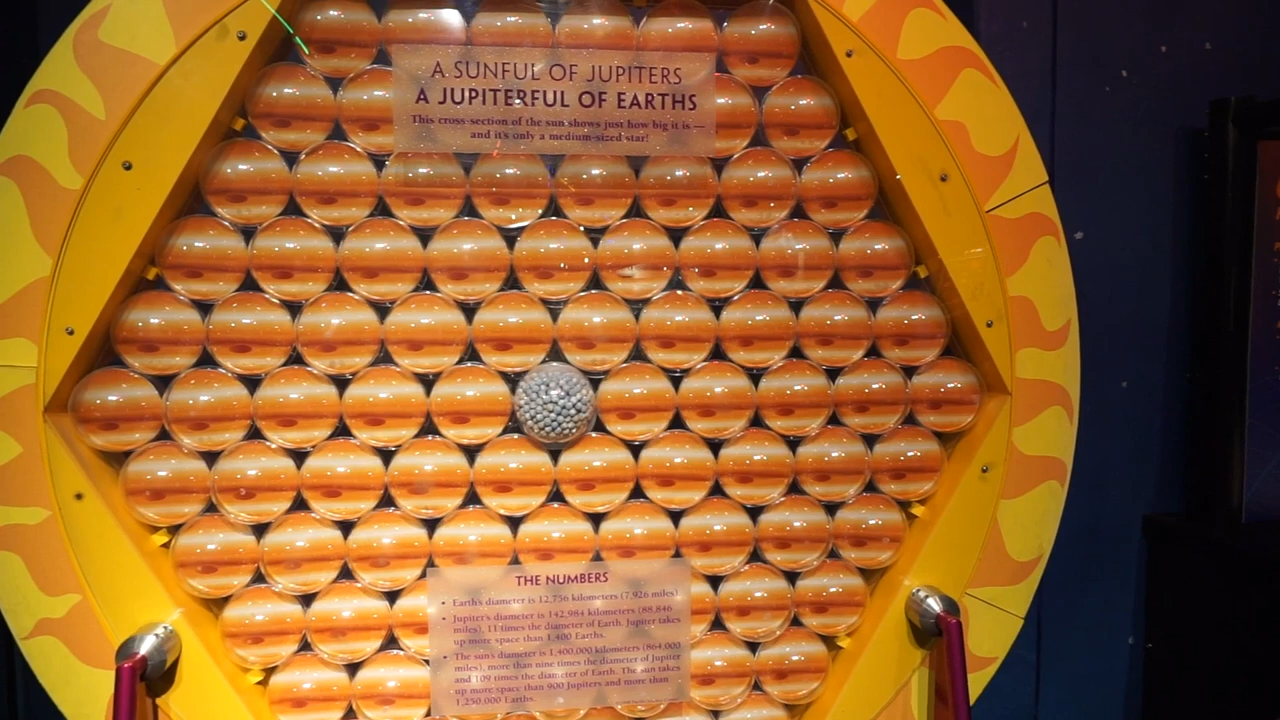 A SUNFUL OF JUPITERS
A JUPITERFUL OF EARTHS
This cross-section of the sun shows just how big it is —
and it's only a medium-sized star!
THE NUMBERS
• Earth's diameter is 12,756 kilometers (7,926 miles).
• Jupiter's diameter is 142,984 kilometers (88,846
miles), 11 times the diameter of Earth. Jupiter takes
up more space than 1,400 Earths.
• The sun's diameter is 1,400,000 kilometers (864,000
miles), more than nine times the diameter of Jupiter
and 109 times the diameter of Earth. The sun takes
up more space than 900 Jupiters and more than
1,250,000 Earths.